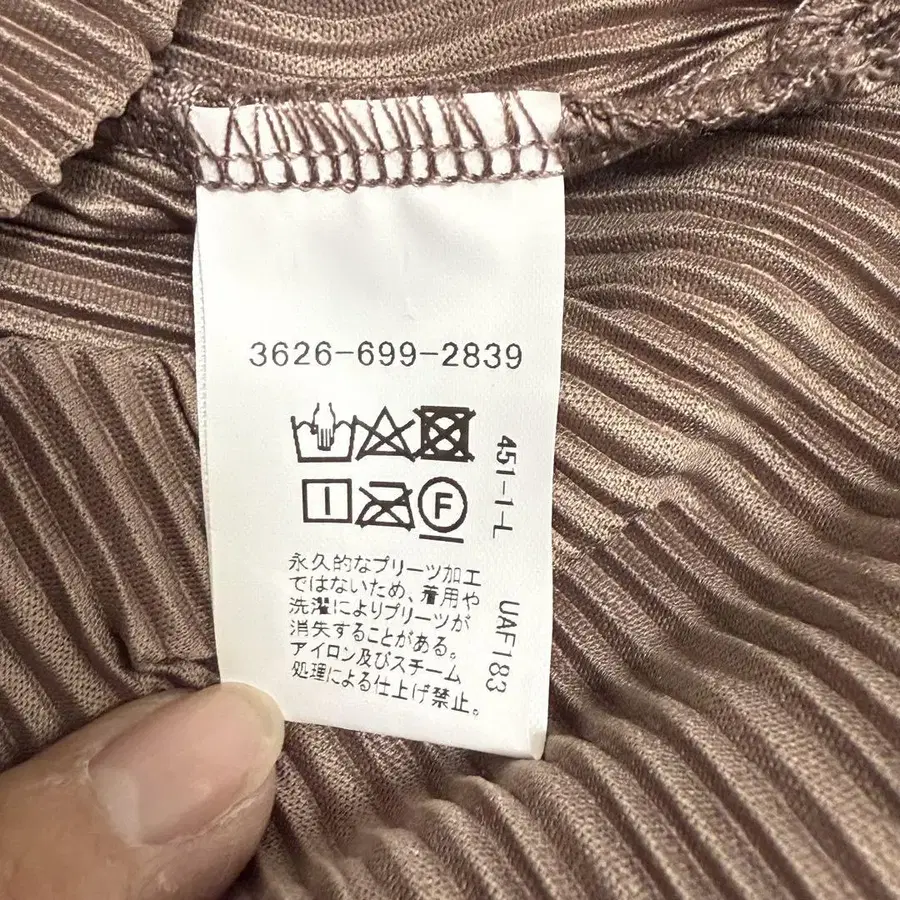 3626-699-2839
F
永久的なプリーツ加工
ではないため、着用や
洗濯によりプリーツが
消失することがある。
アイロン及びスチーム
処理による仕上げ禁止。
451-1-L
UAF183